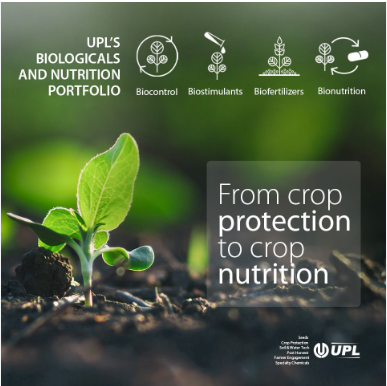 UPL'S
BIOLOGICALS
AND NUTRITION
PORTFOLIO
Biocontrol
Biostimulants
Biofertilizers
Bionutrition
From crop
protection
to crop
nutrition
Seeds
Crop Protection
Soil & Water Tech
Post-Harvest
Farmer Engagement
Specialty Chemicals
UPL